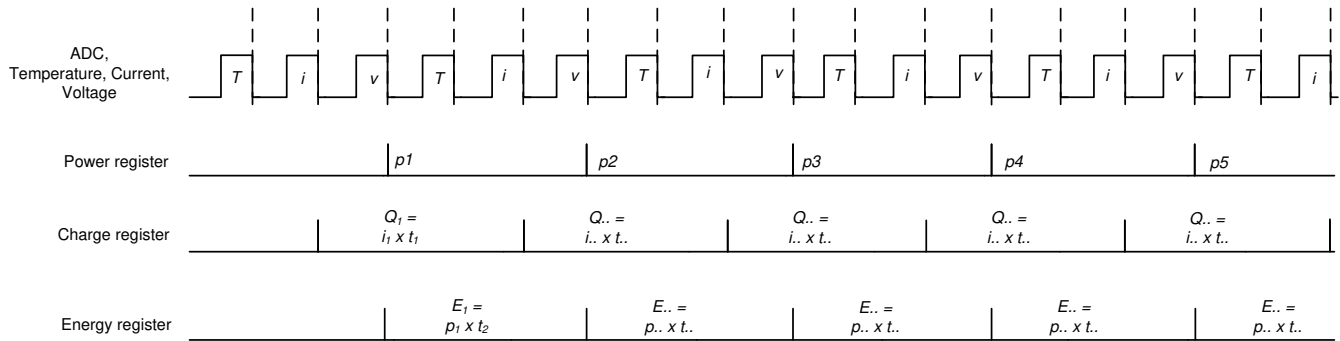 ADC,
Temperature, Current,
Voltage
T i v T i v T i v T i v T i
Power register
p1 p2 p3 p4 p5
Charge register
Q₁ = Q.. = Q.. = Q.. = Q.. =
i₁ x t₁ i.. x t.. i.. x t.. i.. x t.. i.. x t..
Energy register
E₁ = E.. = E.. = E.. = E.. =
p₁ x t₂ p.. x t.. p.. x t.. p.. x t.. p.. x t..